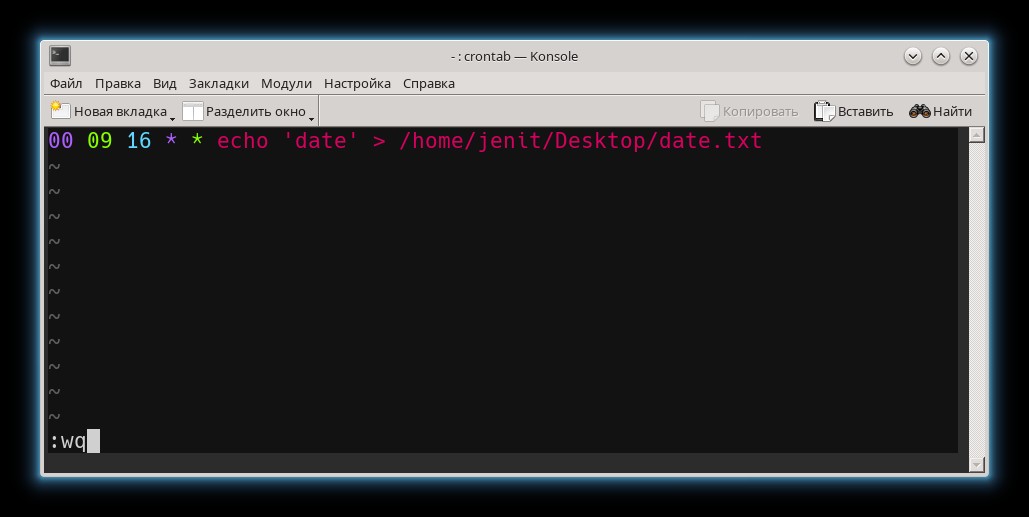 - : crontab — Konsole
Файл Правка Вид Закладки Модули Настройка Справка
Новая вкладка Разделить окно Копировать Вставить Найти
00 09 16 * * echo 'date' > /home/jenit/Desktop/date.txt
~
~
~
~
~
~
~
~
~
~
~
:wq